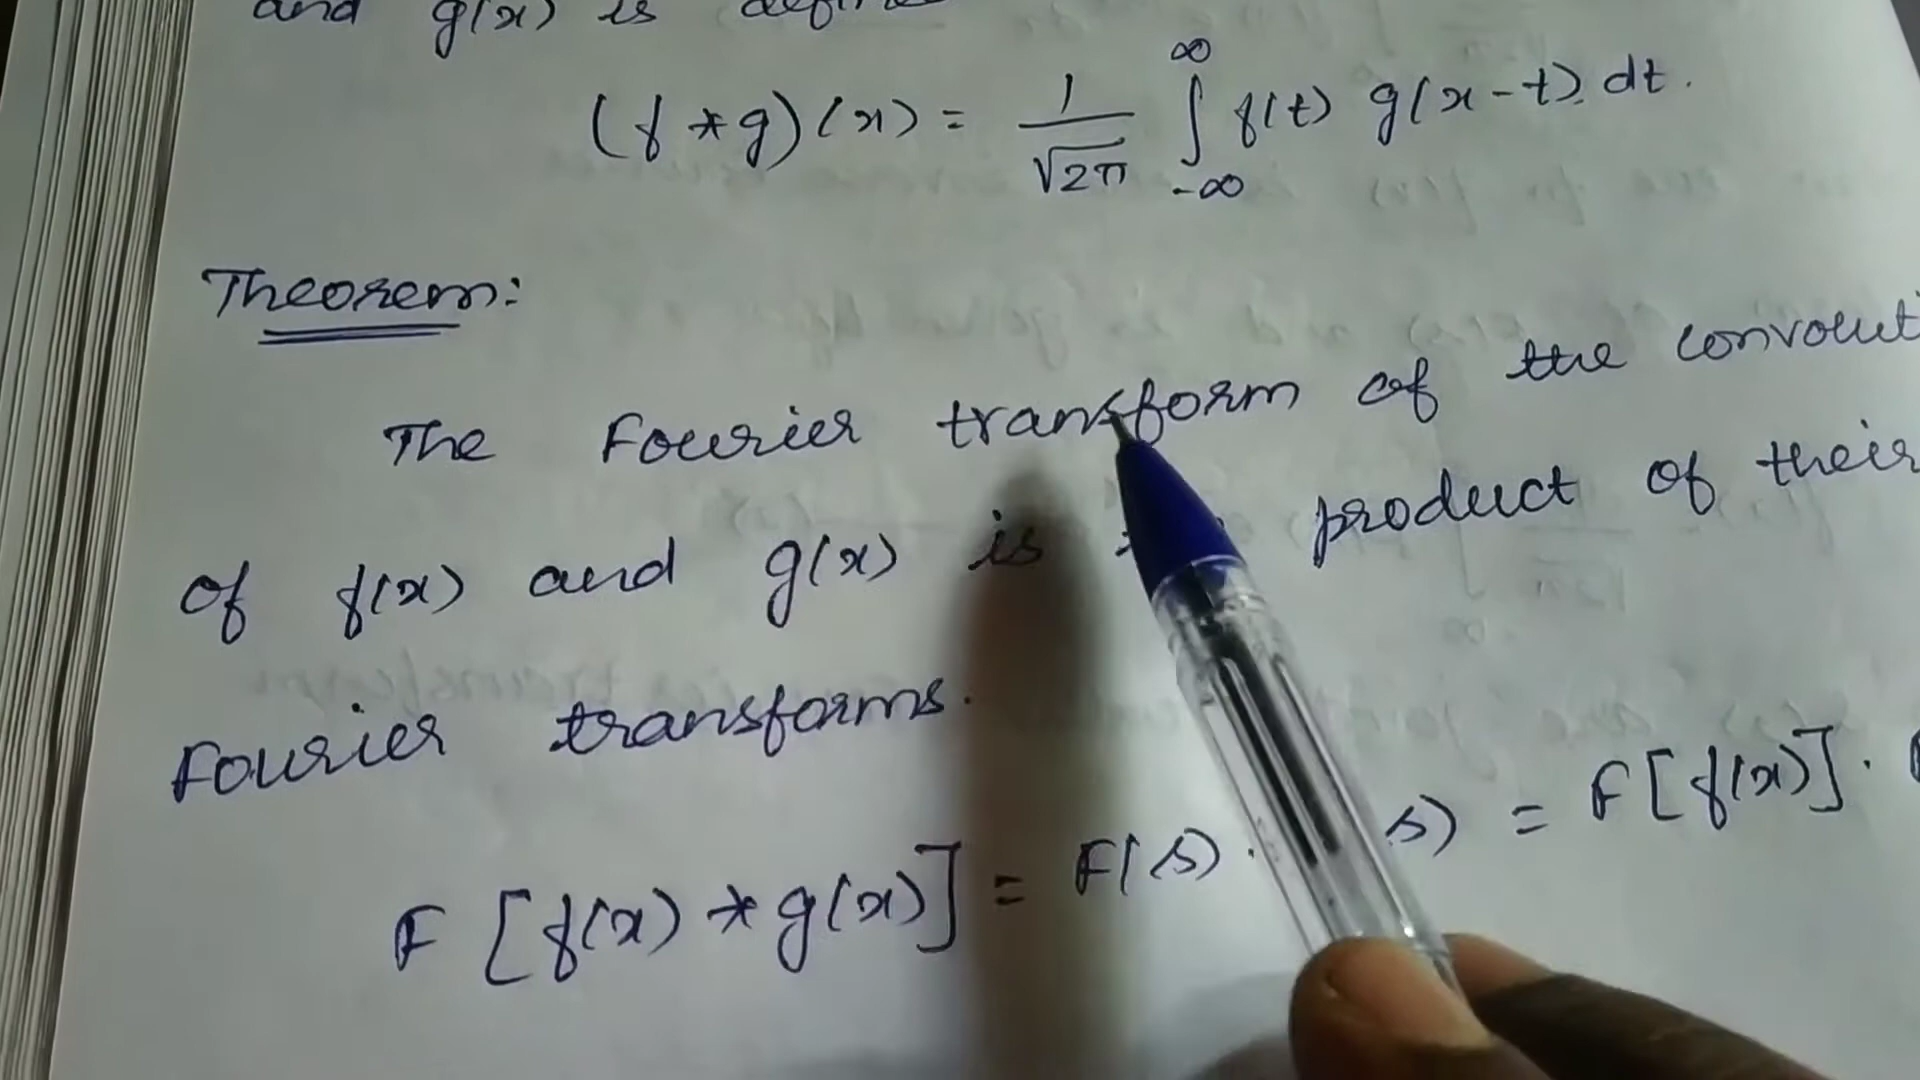 and g(x) is
(f * g)(x) = 1/√2π ∫_{-∞}^{∞} f(t) g(x-t) dt.
Theorem:
The Fourier transform of the
of f(x) and g(x) is product of their
Fourier transforms.
F [f(x) * g(x)] = F(s) . s) = F[f(x)] .